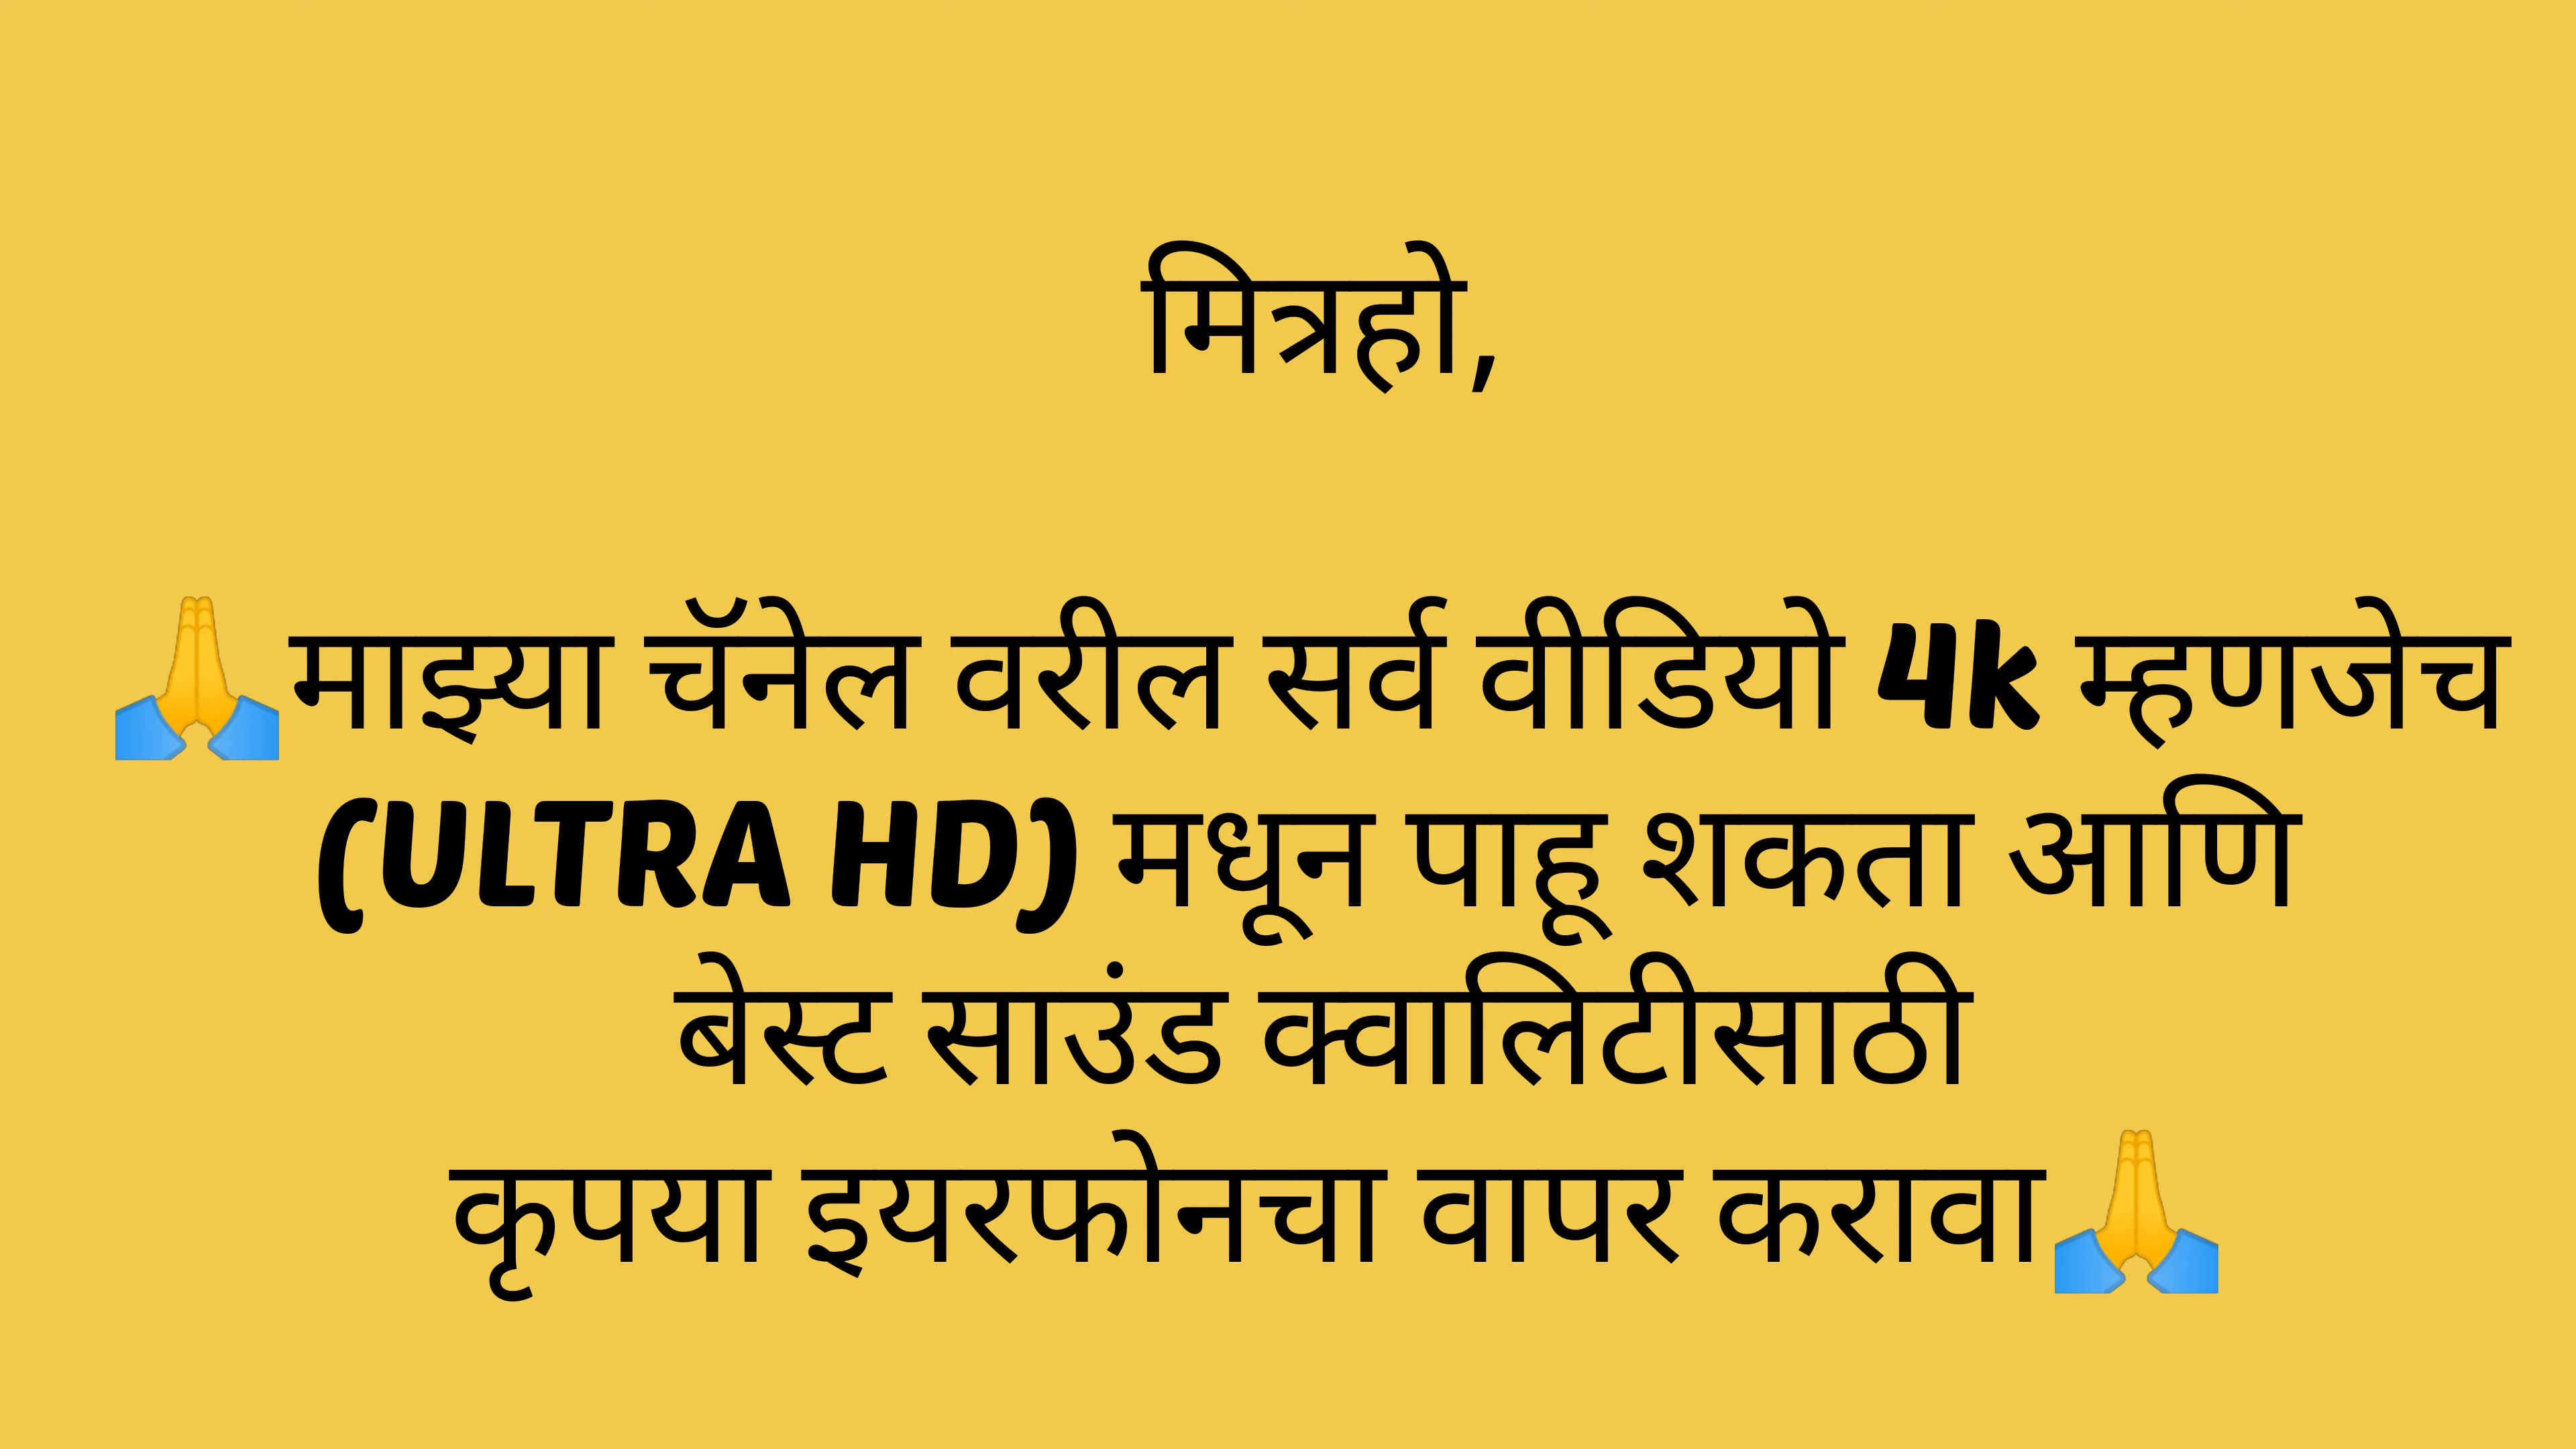 मित्रहो,
🙏माझ्या चॅनेल वरील सर्व वीडियो 4k म्हणजेच
(ULTRA HD) मधून पाहू शकता आणि
बेस्ट साउंड क्वालिटीसाठी
कृपया इयरफोनचा वापर करावा🙏